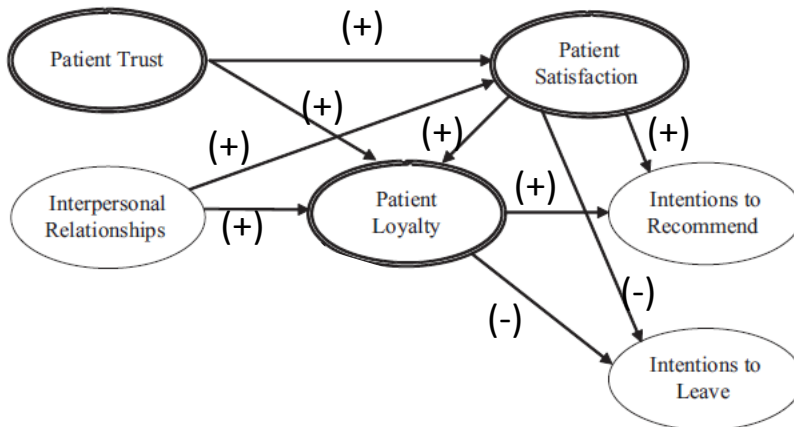 (+)
Patient Trust
Patient
Satisfaction
(+)
(+)
(+)
(+)
Interpersonal
Relationships
(+)
Patient
Loyalty
(+)
Intentions to
Recommend
(-)
(-)
Intentions to
Leave